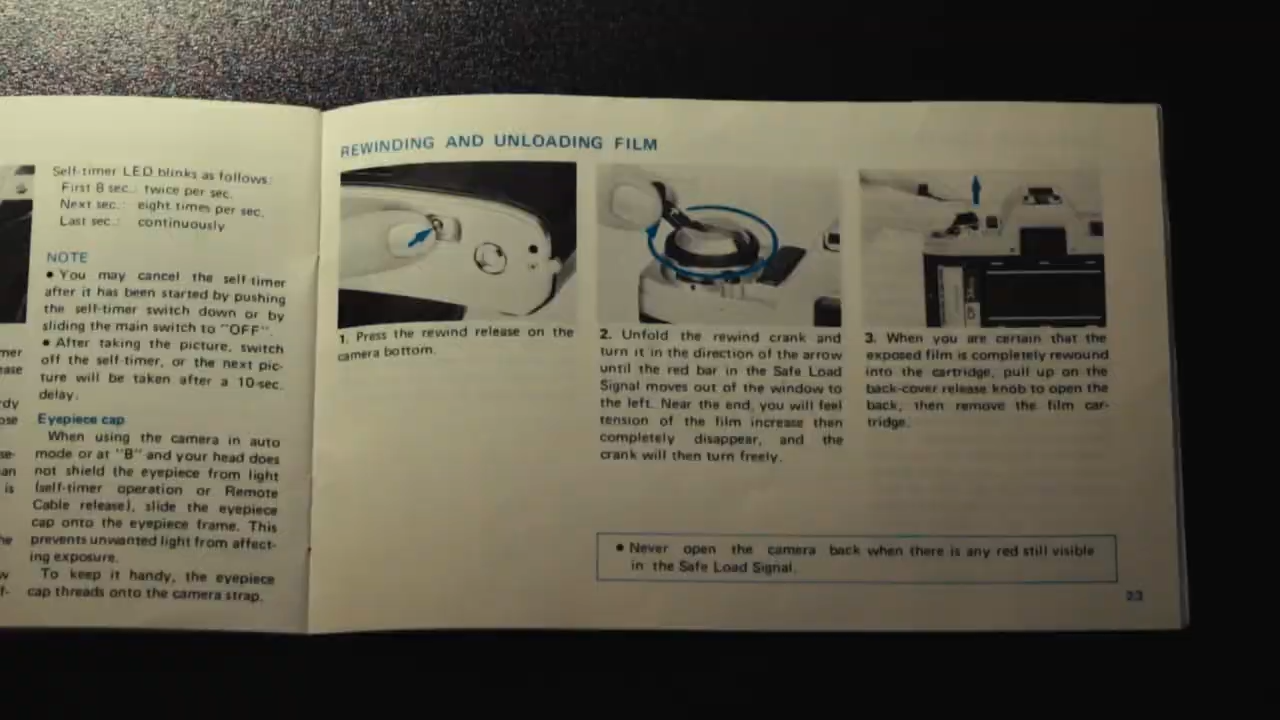 Self-timer LED blinks as follows:
First 8 sec.: twice per sec.
Next sec.: eight times per sec.
Last sec.: continuously
NOTE
• You may cancel the self-timer
after it has been started by pushing
the self-timer switch down or by
sliding the main switch to "OFF".
• After taking the picture, switch
off the self-timer, or the next pic-
ture will be taken after a 10-sec.
delay.
Eyepiece cap
When using the camera in auto
mode or at "B" and your head does
not shield the eyepiece from light
(self-timer operation or Remote
Cable release), slide the eyepiece
cap onto the eyepiece frame. This
prevents unwanted light from affect-
ing exposure.
To keep it handy, the eyepiece
cap threads onto the camera strap.
REWINDING AND UNLOADING FILM
1. Press the rewind release on the
camera bottom.
2. Unfold the rewind crank and
turn it in the direction of the arrow
until the red bar in the Safe Load
Signal moves out of the window to
the left. Near the end, you will feel
tension of the film increase then
completely disappear, and the
crank will then turn freely.
3. When you are certain that the
exposed film is completely rewound
into the cartridge, pull up on the
back-cover release knob to open the
back, then remove the film car-
tridge.
• Never open the camera back when there is any red still visible
in the Safe Load Signal.
23